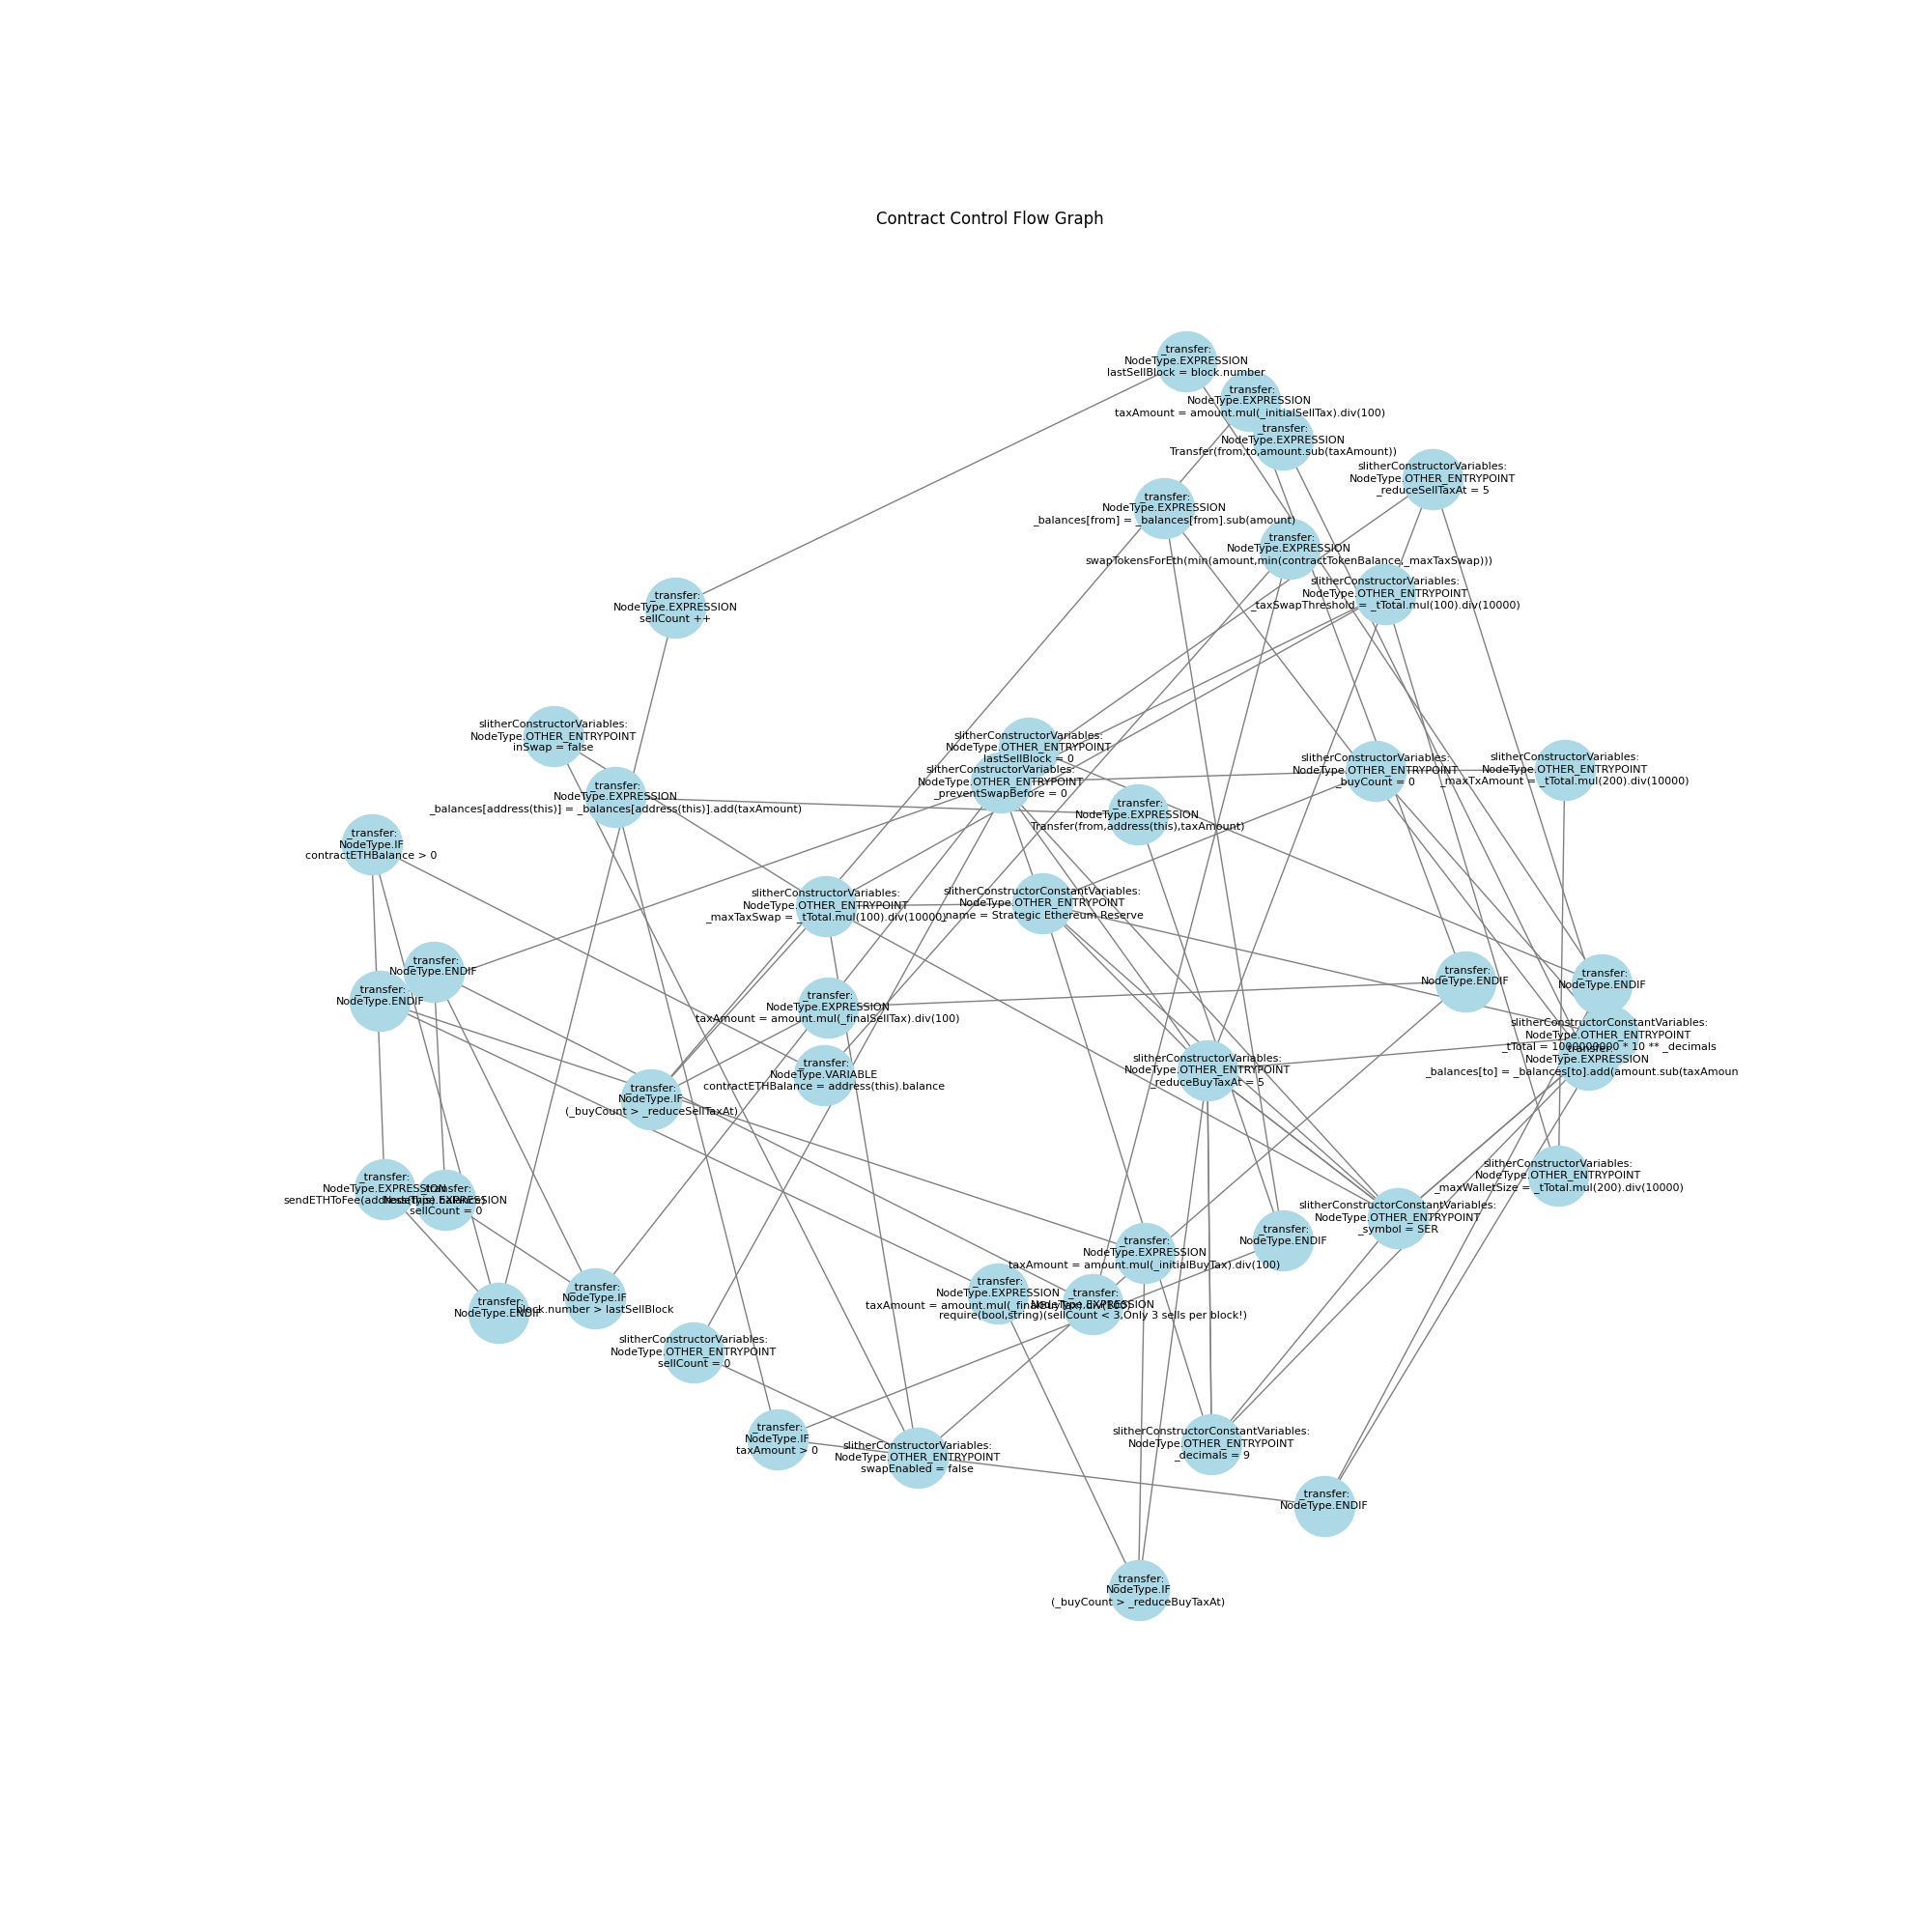 Contract Control Flow Graph
_transfer:
NodeType.EXPRESSION
lastSellBlock = block.number
_transfer:
NodeType.EXPRESSION
taxAmount = amount.mul(_initialSellTax).div(100)
_transfer:
NodeType.EXPRESSION
Transfer(from,to,amount.sub(taxAmount))
slitherConstructorVariables:
NodeType.OTHER_ENTRYPOINT
_reduceSellTaxAt = 5
_transfer:
NodeType.EXPRESSION
_balances[from] = _balances[from].sub(amount)
_transfer:
NodeType.EXPRESSION
swapTokensForEth(min(amount,min(contractTokenBalance,_maxTaxSwap)))
slitherConstructorVariables:
NodeType.OTHER_ENTRYPOINT
_taxSwapThreshold = _tTotal.mul(100).div(10000)
_transfer:
NodeType.EXPRESSION
sellCount ++
slitherConstructorVariables:
NodeType.OTHER_ENTRYPOINT
inSwap = false
slitherConstructorVariables:
NodeType.OTHER_ENTRYPOINT
lastSellBlock = 0
slitherConstructorVariables:
NodeType.OTHER_ENTRYPOINT
_preventSwapBefore = 0
slitherConstructorVariables:
NodeType.OTHER_ENTRYPOINT
_buyCount = 0
slitherConstructorVariables:
NodeType.OTHER_ENTRYPOINT
_maxTxAmount = _tTotal.mul(200).div(10000)
_transfer:
NodeType.EXPRESSION
_balances[address(this)] = _balances[address(this)].add(taxAmount)
_transfer:
NodeType.EXPRESSION
Transfer(from,address(this),taxAmount)
_transfer:
NodeType.IF
contractETHBalance > 0
slitherConstructorVariables:
NodeType.OTHER_ENTRYPOINT
_maxTaxSwap = _tTotal.mul(100).div(10000)
slitherConstructorConstantVariables:
NodeType.OTHER_ENTRYPOINT
_name = Strategic Ethereum Reserve
_transfer:
NodeType.ENDIF
_transfer:
NodeType.ENDIF
_transfer:
NodeType.EXPRESSION
taxAmount = amount.mul(_finalSellTax).div(100)
_transfer:
NodeType.ENDIF
_transfer:
NodeType.ENDIF
slitherConstructorConstantVariables:
NodeType.OTHER_ENTRYPOINT
_tTotal = 1000000000 * 10 ** _decimals
_transfer:
NodeType.EXPRESSION
_balances[to] = _balances[to].add(amount.sub(taxAmoun
_transfer:
NodeType.VARIABLE
contractETHBalance = address(this).balance
slitherConstructorVariables:
NodeType.OTHER_ENTRYPOINT
_reduceBuyTaxAt = 5
_transfer:
NodeType.IF
(_buyCount > _reduceSellTaxAt)
_transfer:
NodeType.EXPRESSION
sendETHToFee(address(this).balance)
_transfer:
NodeType.EXPRESSION
sellCount = 0
slitherConstructorVariables:
NodeType.OTHER_ENTRYPOINT
_maxWalletSize = _tTotal.mul(200).div(10000)
slitherConstructorConstantVariables:
NodeType.OTHER_ENTRYPOINT
_symbol = SER
_transfer:
NodeType.ENDIF
_transfer:
NodeType.EXPRESSION
taxAmount = amount.mul(_initialBuyTax).div(100)
_transfer:
NodeType.EXPRESSION
taxAmount = amount.mul(_finalBuyTax).div(100)
_transfer:
NodeType.EXPRESSION
require(bool,string)(sellCount < 3,Only 3 sells per block!)
_transfer:
NodeType.ENDIF
_transfer:
NodeType.IF
block.number > lastSellBlock
slitherConstructorVariables:
NodeType.OTHER_ENTRYPOINT
sellCount = 0
_transfer:
NodeType.IF
taxAmount > 0
slitherConstructorVariables:
NodeType.OTHER_ENTRYPOINT
swapEnabled = false
slitherConstructorConstantVariables:
NodeType.OTHER_ENTRYPOINT
_decimals = 9
_transfer:
NodeType.ENDIF
_transfer:
NodeType.IF
(_buyCount > _reduceBuyTaxAt)